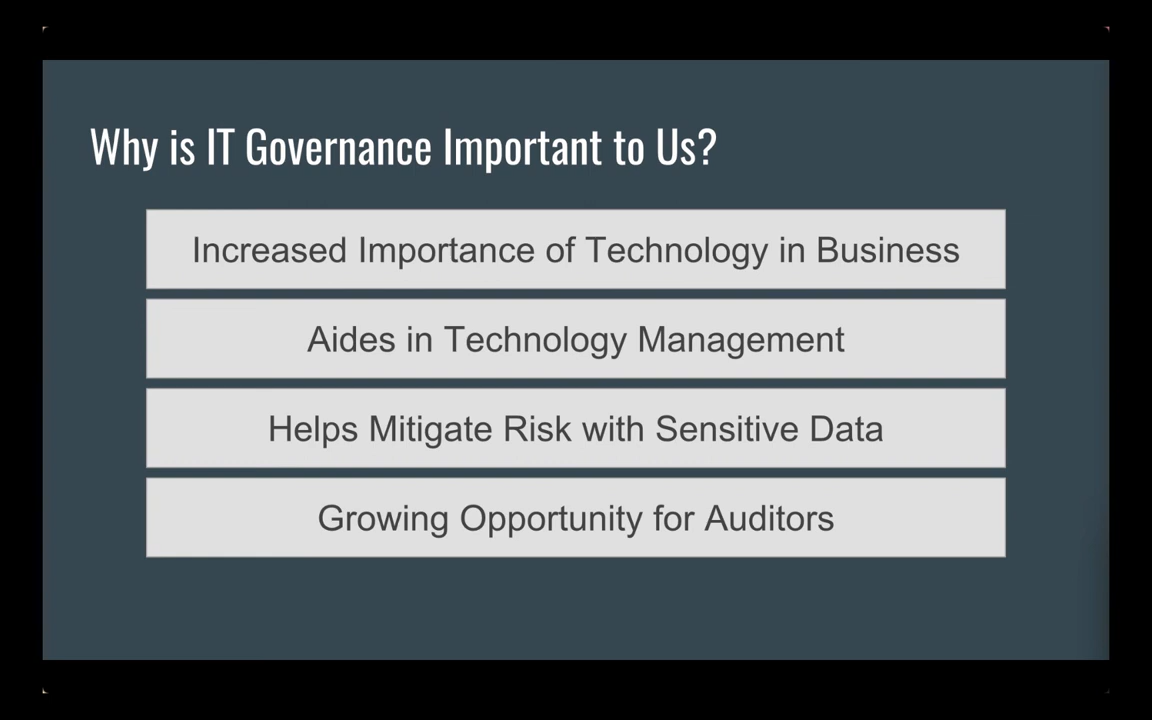 Why is IT Governance Important to Us?
Increased Importance of Technology in Business
Aides in Technology Management
Helps Mitigate Risk with Sensitive Data
Growing Opportunity for Auditors